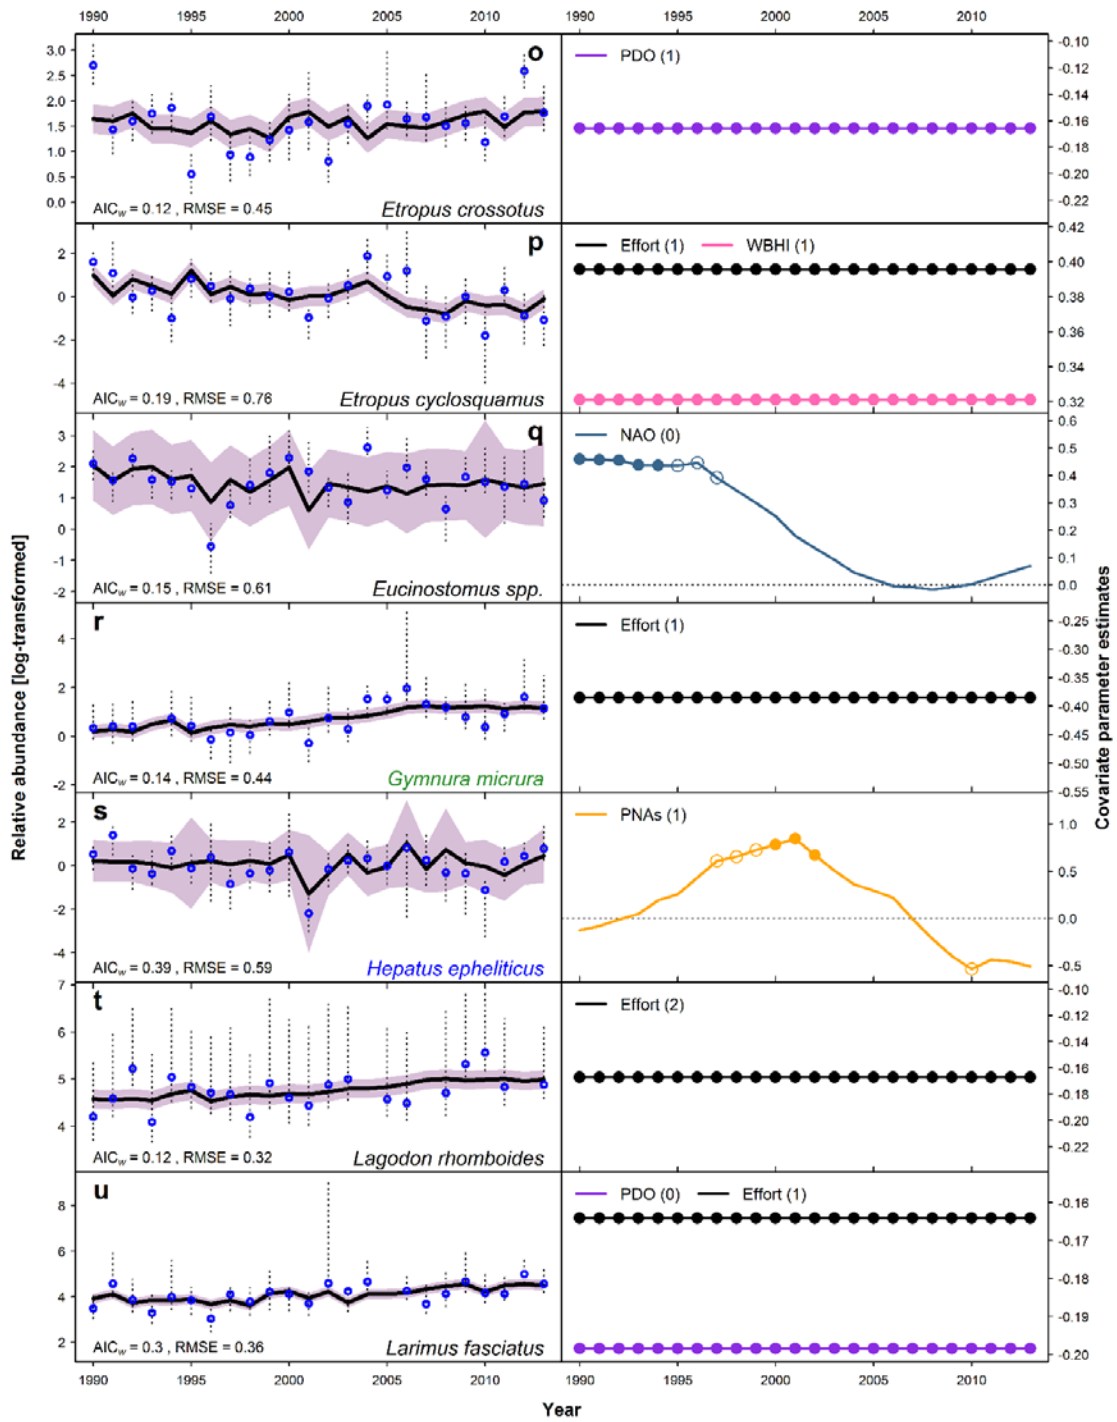 1990 1995 2000 2005 2010 1990 1995 2000 2005 2010
Relative abundance [log-transformed]
Covariate parameter estimates
o
3.0
2.5
2.0
1.5
1.0
0.5
0.0
AICw = 0.12 , RMSE = 0.45
Etropus crossotus
PDO (1)
-0.10
-0.12
-0.14
-0.16
-0.18
-0.20
-0.22
p
2
0
-2
-4
AICw = 0.19 , RMSE = 0.76
Etropus cyclosquamus
Effort (1) WBHI (1)
0.42
0.40
0.38
0.36
0.34
0.32
q
3
2
1
0
-1
-2
AICw = 0.15 , RMSE = 0.61
Eucinostomus spp.
NAO (0)
0.6
0.5
0.4
0.3
0.2
0.1
0.0
r
4
2
0
-2
AICw = 0.14 , RMSE = 0.44
Gymnura micrura
Effort (1)
-0.25
-0.30
-0.35
-0.40
-0.45
-0.50
-0.55
s
2
0
-2
-4
AICw = 0.39 , RMSE = 0.59
Hepatus epheliticus
PNAs (1)
1.0
0.5
0.0
-0.5
t
7
6
5
4
AICw = 0.12 , RMSE = 0.32
Lagodon rhomboides
Effort (2)
-0.10
-0.12
-0.14
-0.16
-0.18
-0.20
-0.22
u
8
6
4
2
AICw = 0.3 , RMSE = 0.36
Larimus fasciatus
PDO (0) Effort (1)
-0.16
-0.17
-0.18
-0.19
-0.20
1990 1995 2000 2005 2010 1990 1995 2000 2005 2010
Year